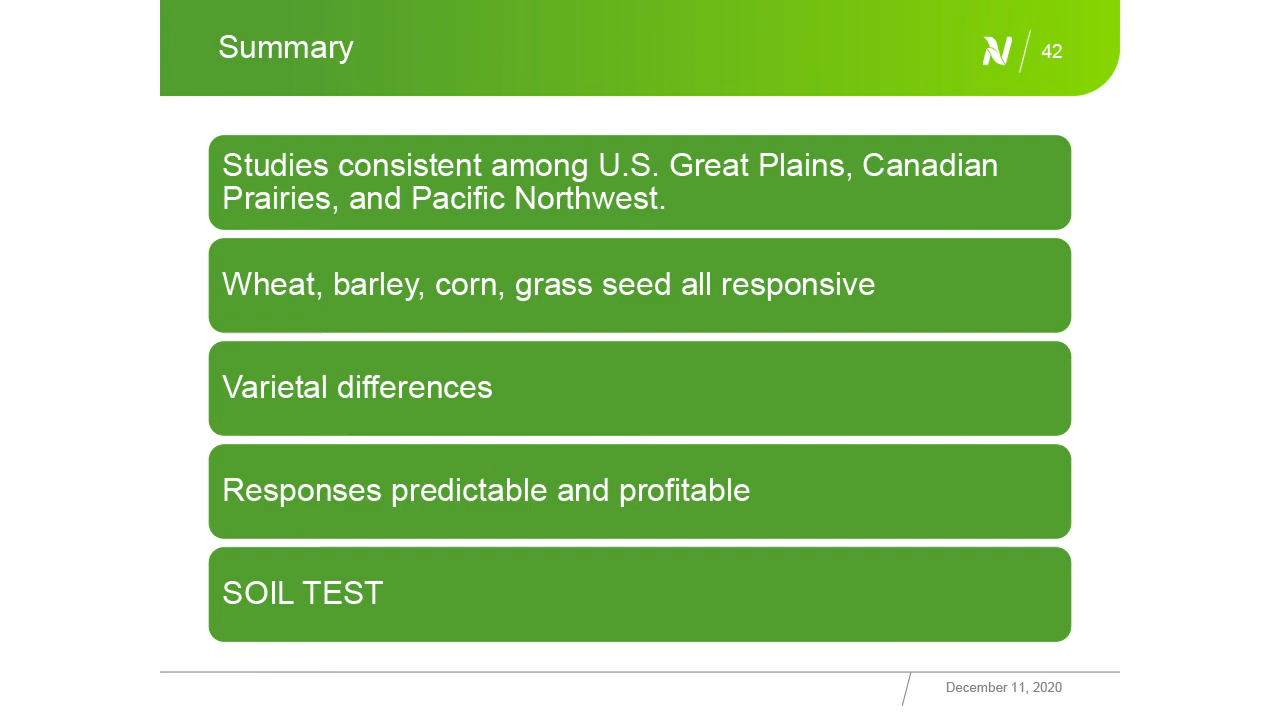 Summary
42
Studies consistent among U.S. Great Plains, Canadian
Prairies, and Pacific Northwest.
Wheat, barley, corn, grass seed all responsive
Varietal differences
Responses predictable and profitable
SOIL TEST
December 11, 2020